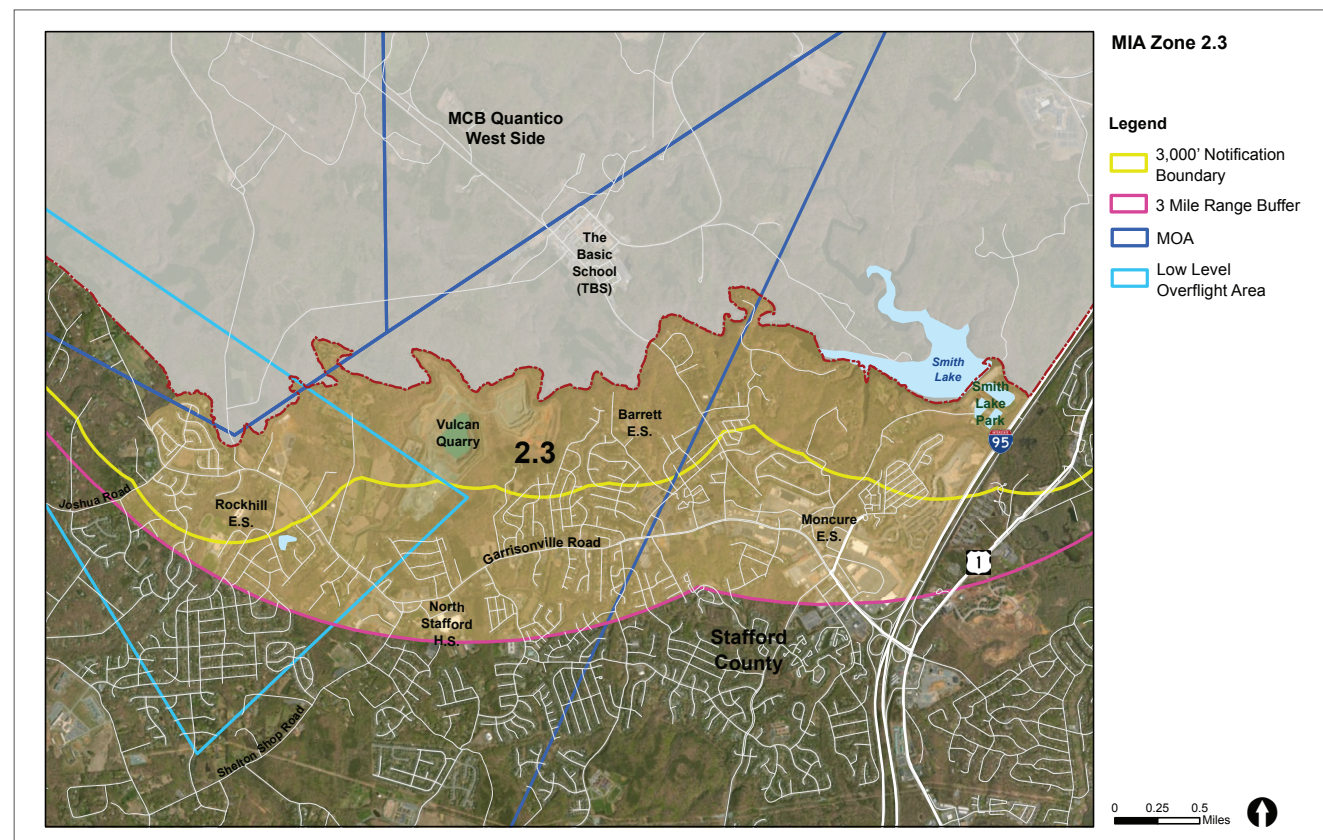 MIA Zone 2.3
Legend
3,000’ Notification
Boundary
3 Mile Range Buffer
MOA
Low Level
Overflight Area
MCB Quantico
West Side
The
Basic
School
(TBS)
Smith
Lake
Smith
Lake
Park
95
Barrett
E.S.
Vulcan
Quarry
2.3
Joshua Road
Rockhill
E.S.
Moncure
E.S.
Garrisonville Road
1
North
Stafford
H.S.
Stafford
County
Shelton Shop Road
0 0.25 0.5
Miles